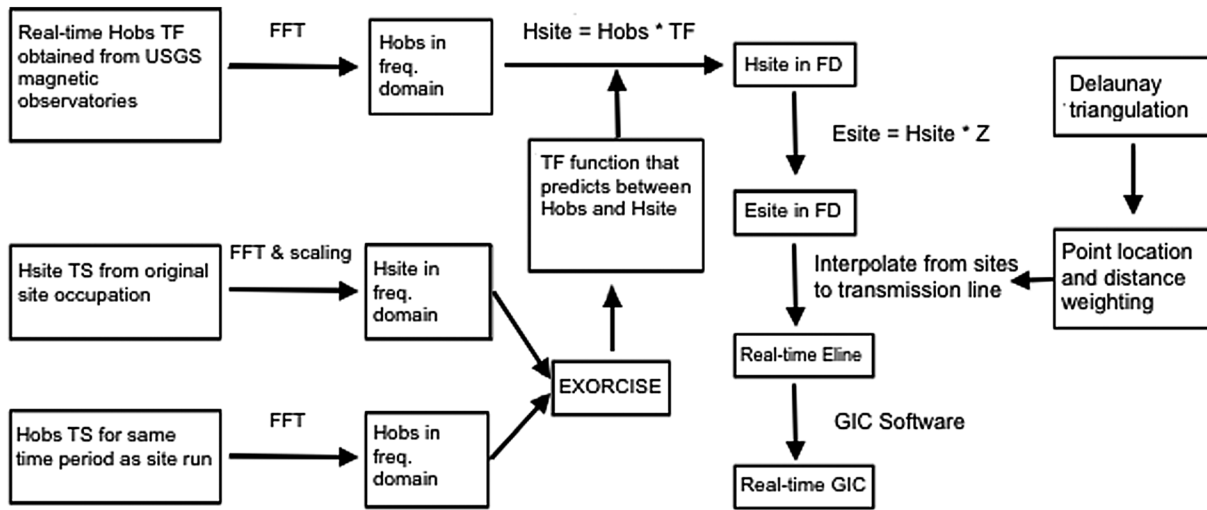 Real-time Hobs TF
obtained from USGS
magnetic
observatories
FFT
Hobs in
freq.
domain
Hsite = Hobs * TF
Hsite in FD
Delaunay
triangulation
Esite = Hsite * Z
TF function that
predicts between
Hobs and Hsite
Esite in FD
Hsite TS from original
site occupation
FFT & scaling
Hsite in
freq.
domain
Interpolate from sites
to transmission line
Point location
and distance
weighting
Real-time Eline
EXORCISE
Hobs TS for same
time period as site run
FFT
Hobs in
freq.
domain
GIC Software
Real-time GIC